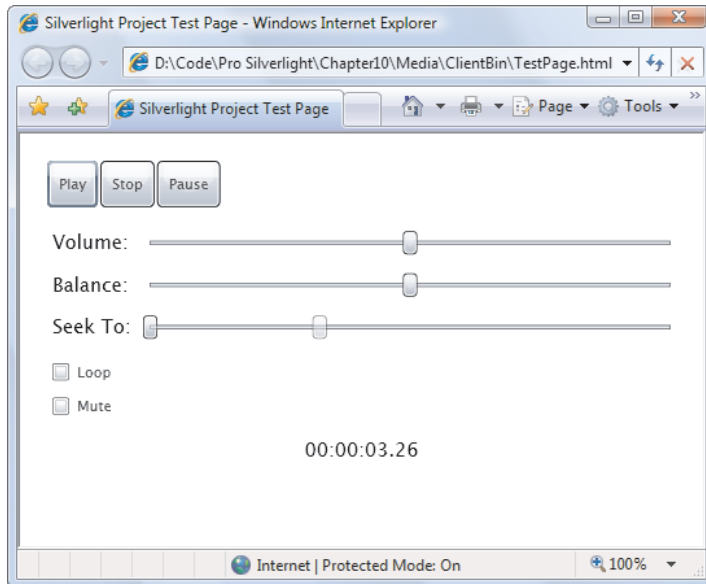 Silverlight Project Test Page - Windows Internet Explorer
D:\Code\Pro Silverlight\Chapter10\Media\ClientBin\TestPage.html
Silverlight Project Test Page
Page
Tools
Play Stop Pause
Volume:
Balance:
Seek To:
Loop
Mute
00:00:03.26
Internet | Protected Mode: On
100%